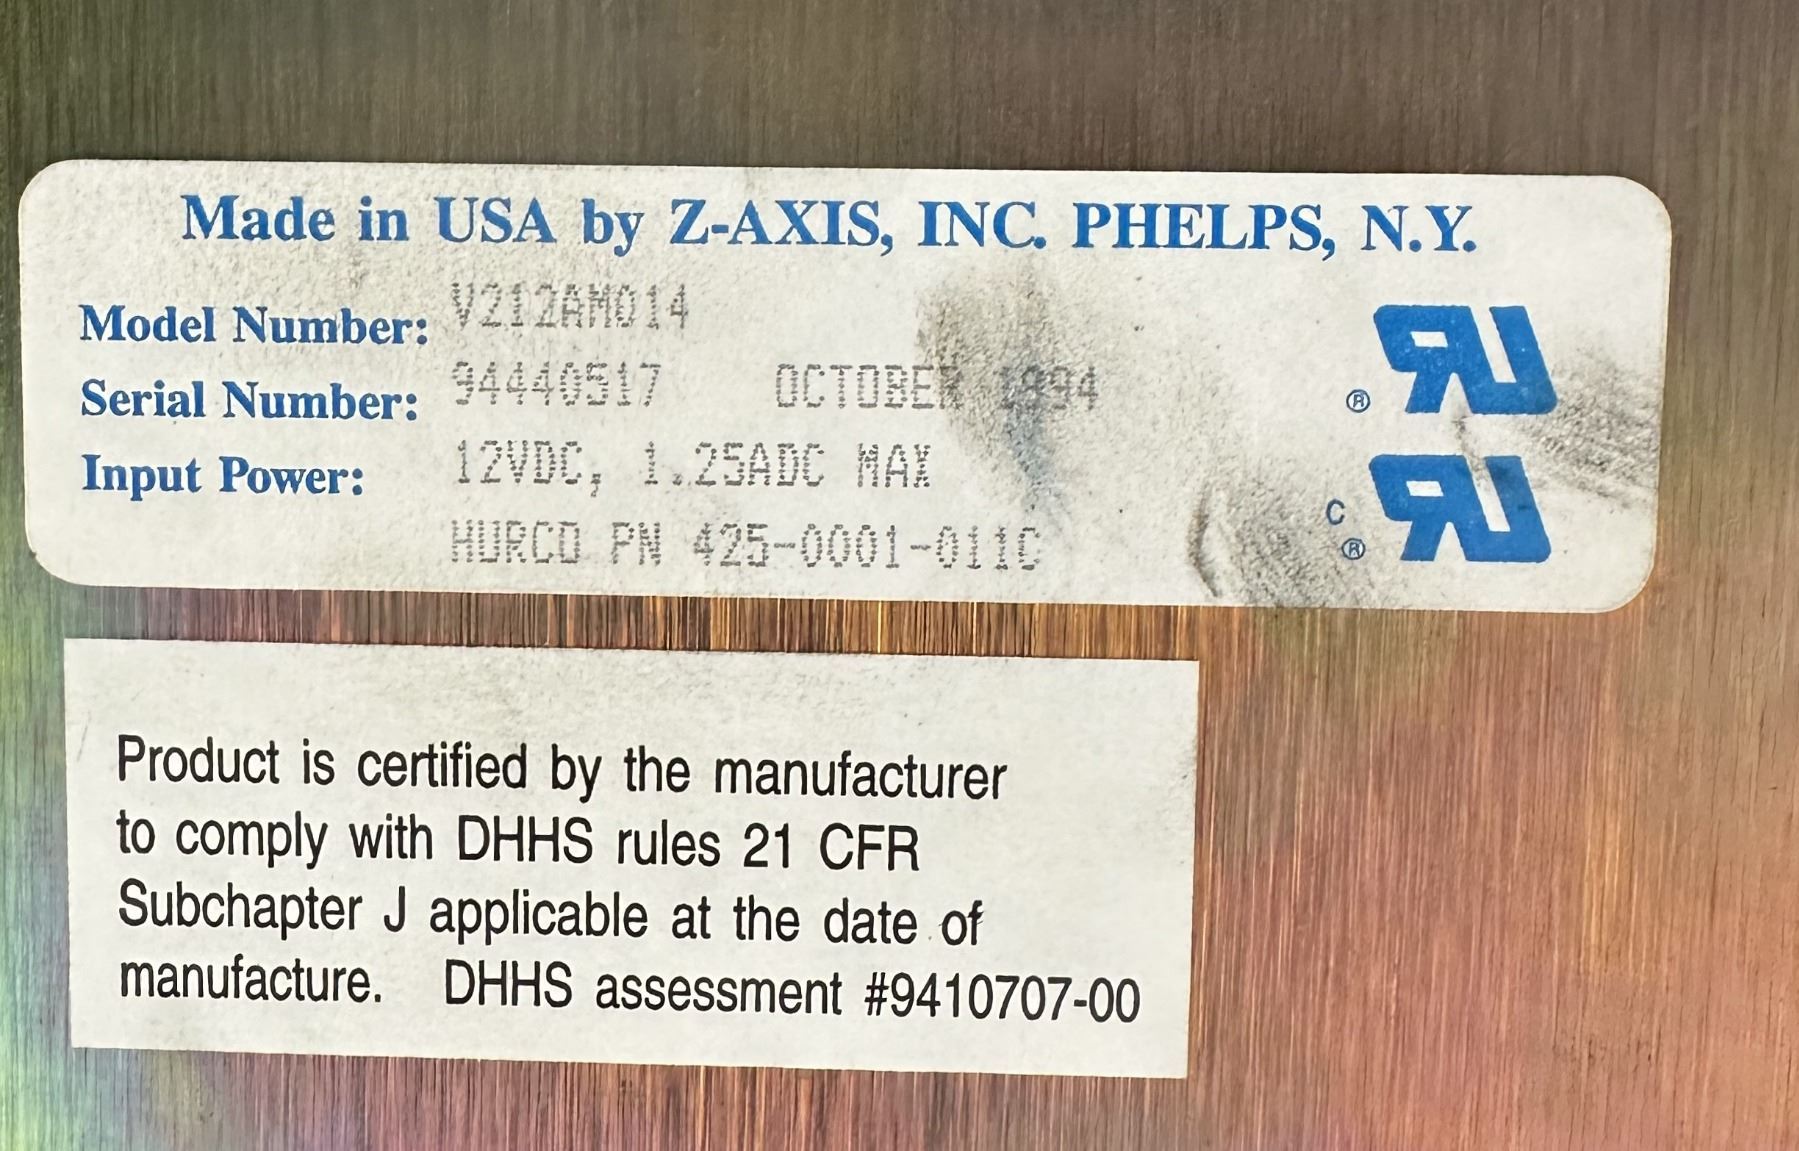 Made in USA by Z-AXIS, INC. PHELPS, N.Y.
Model Number: V212AM014
Serial Number: 94440517 OCTOBER 1994
Input Power: 12VDC, 1.25ADC MAX
HURCO PN 425-0001-011C
®
C
®
Product is certified by the manufacturer
to comply with DHHS rules 21 CFR
Subchapter J applicable at the date of
manufacture. DHHS assessment #9410707-00